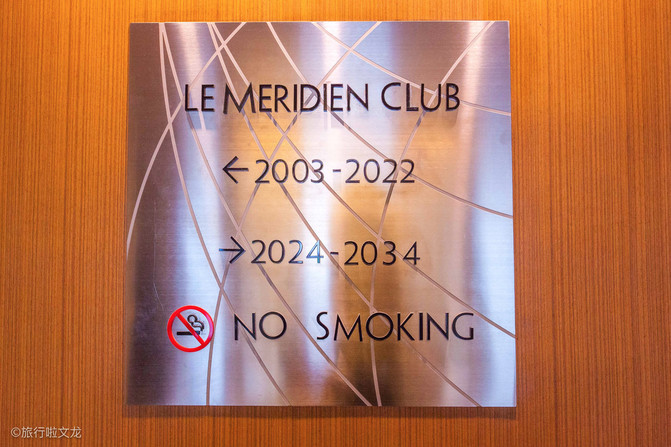 LE MERIDIEN CLUB
←2003-2022
→2024-2034
NO SMOKING
©旅行啦文龙